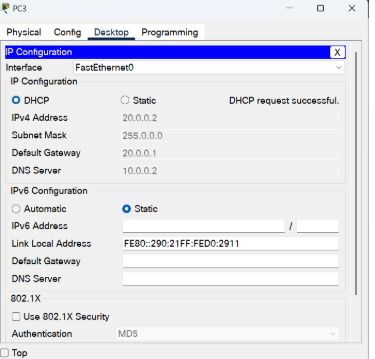 PC3
Physical Config Desktop Programming
IP Configuration X
Interface FastEthernet0
IP Configuration
DHCP Static DHCP request successful.
IPv4 Address 20.0.0.2
Subnet Mask 255.0.0.0
Default Gateway 20.0.0.1
DNS Server 10.0.0.2
IPv6 Configuration
Automatic Static
IPv6 Address /
Link Local Address FE80::290:21FF:FED0:2911
Default Gateway
DNS Server
802.1X
Use 802.1X Security
Authentication MD5
Top